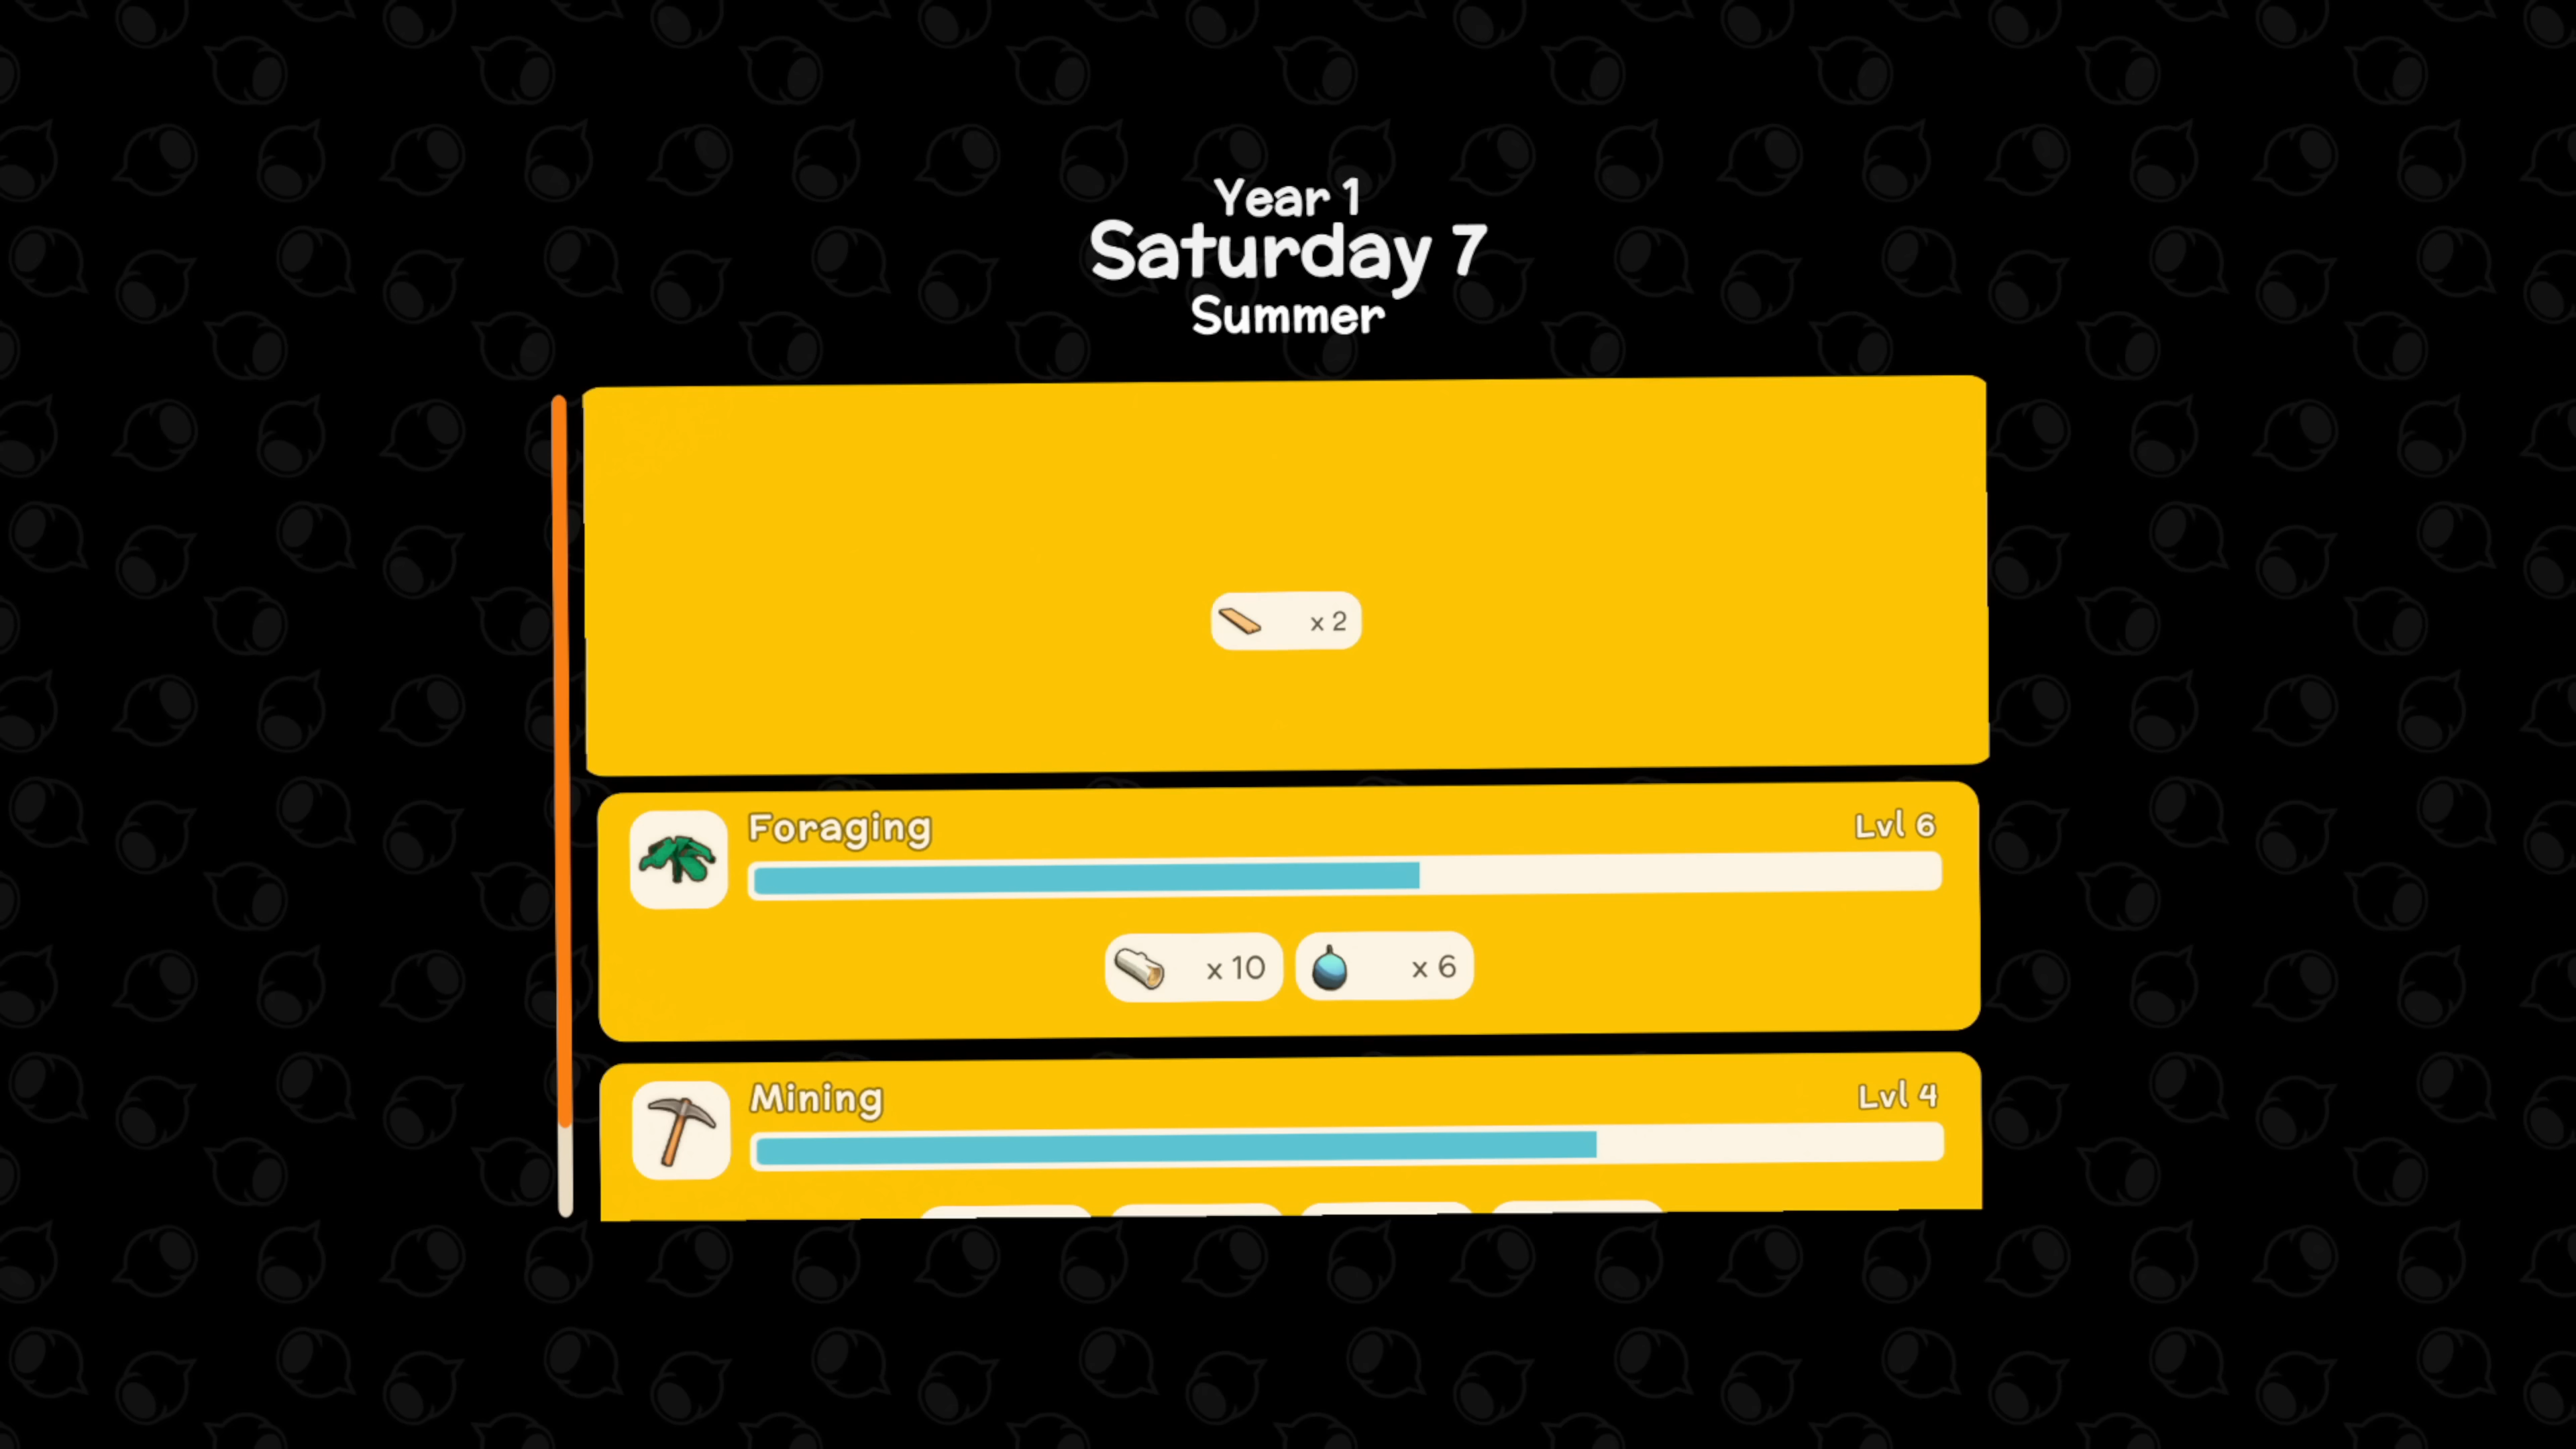 Year 1
Saturday 7
Summer
x 2
Foraging
Lvl 6
x 10
x 6
Mining
Lvl 4